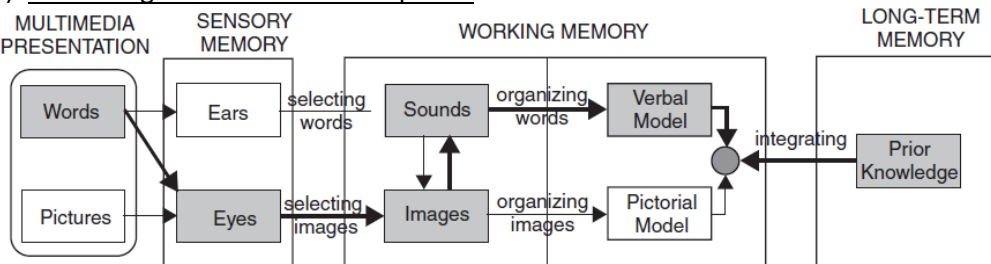 MULTIMEDIA
PRESENTATION
SENSORY
MEMORY
WORKING MEMORY
LONG-TERM
MEMORY
Words
Ears
selecting
words
Sounds
organizing
words
Verbal
Model
integrating
Prior
Knowledge
Pictures
Eyes
selecting
images
Images
organizing
images
Pictorial
Model